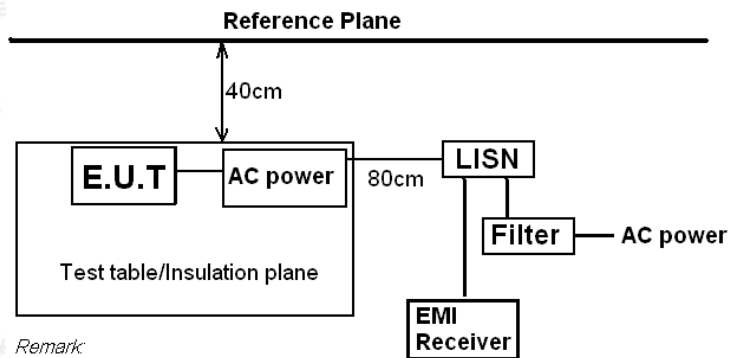 Reference Plane
40cm
E.U.T
AC power
80cm
LISN
Filter
AC power
Test table/Insulation plane
EMI
Receiver
Remark: